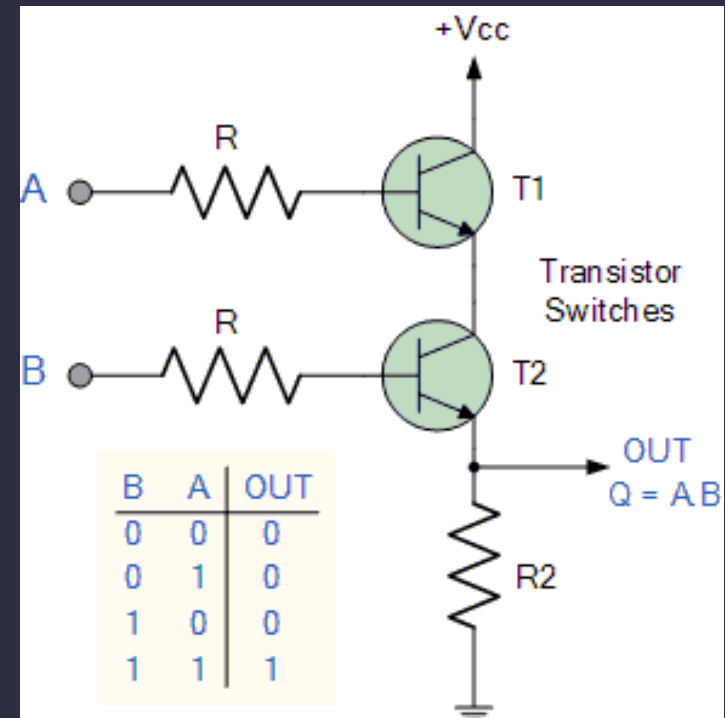 +Vcc
R
A
T1
Transistor
Switches
R
B
T2
OUT
Q = A.B
R2
B A OUT
0 0 0
0 1 0
1 0 0
1 1 1